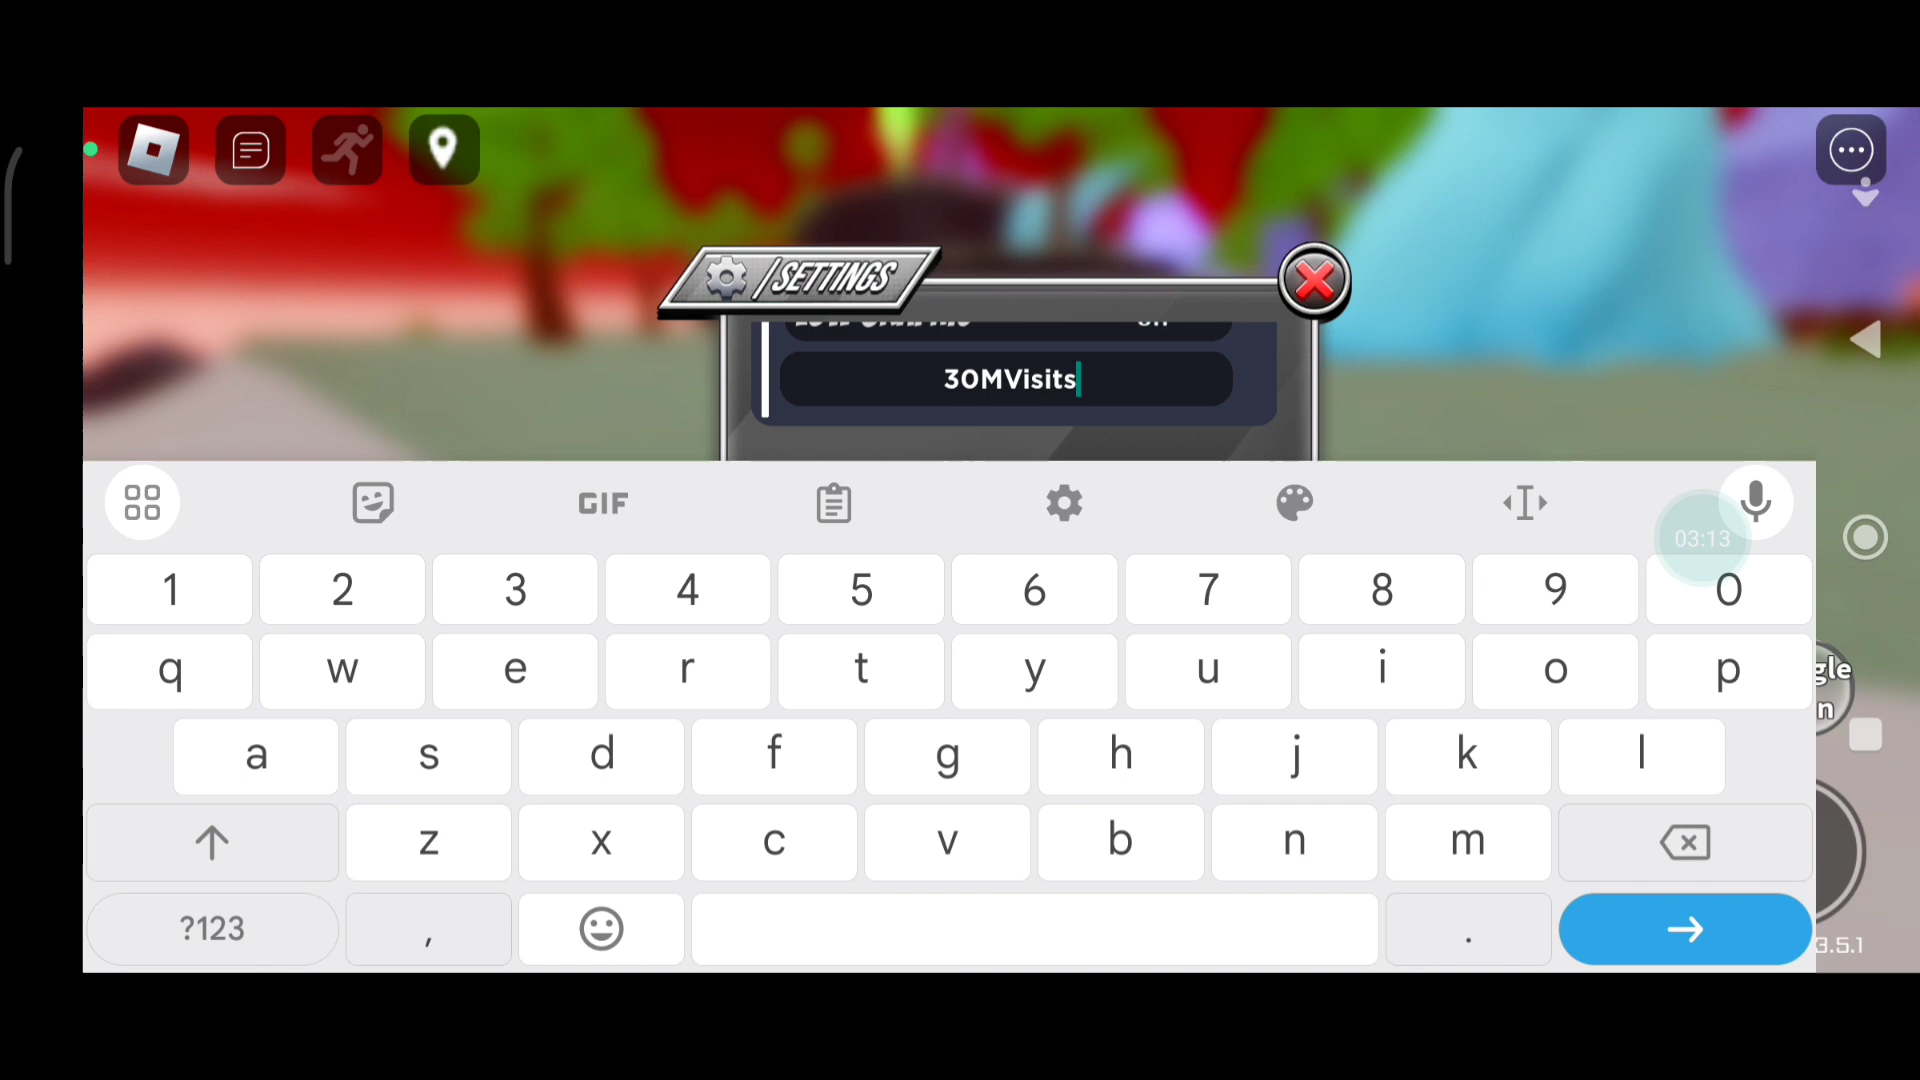 SETTINGS
30MVisits
GIF
03:13
1 2 3 4 5 6 7 8 9 0
q w e r t y u i o p
gle
n
a s d f g h j k l
z x c v b n m
?123 , .
3.5.1